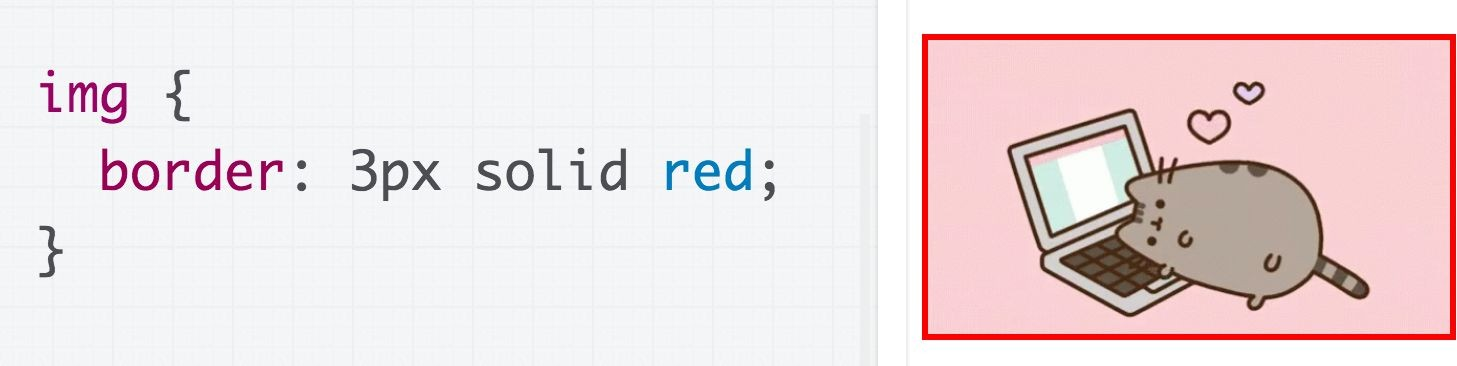 img {
  border: 3px solid red;
}